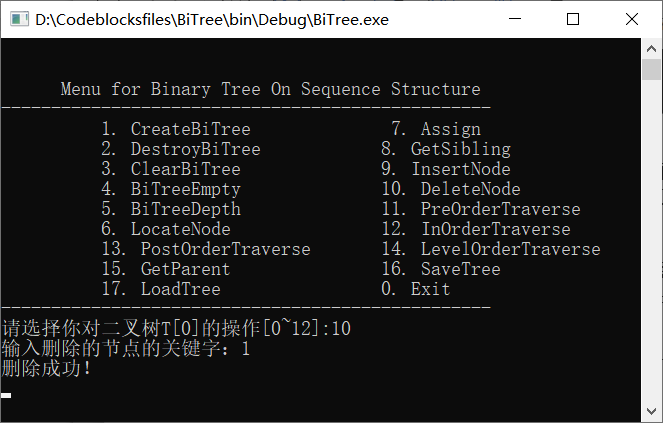 D:\Codeblocksfiles\BiTree\bin\Debug\BiTree.exe
Menu for Binary Tree On Sequence Structure
-------------------------------------------------
1. CreateBiTree 7. Assign
2. DestroyBiTree 8. GetSibling
3. ClearBiTree 9. InsertNode
4. BiTreeEmpty 10. DeleteNode
5. BiTreeDepth 11. PreOrderTraverse
6. LocateNode 12. InOrderTraverse
13. PostOrderTraverse 14. LevelOrderTraverse
15. GetParent 16. SaveTree
17. LoadTree 0. Exit
-------------------------------------------------
请选择你对二叉树T[0]的操作[0~12]:10
输入删除的节点的关键字：1
删除成功！